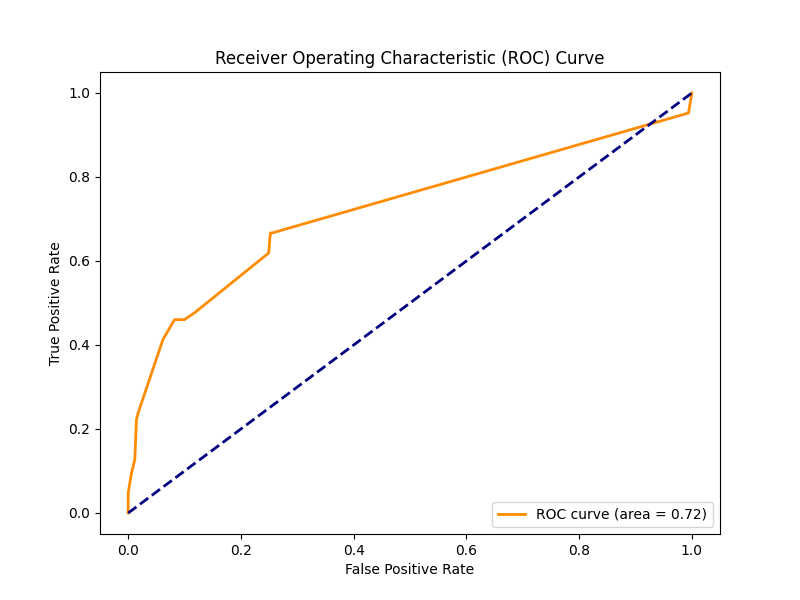 Receiver Operating Characteristic (ROC) Curve
True Positive Rate
1.0
0.8
0.6
0.4
0.2
0.0
ROC curve (area = 0.72)
0.0 0.2 0.4 0.6 0.8 1.0
False Positive Rate